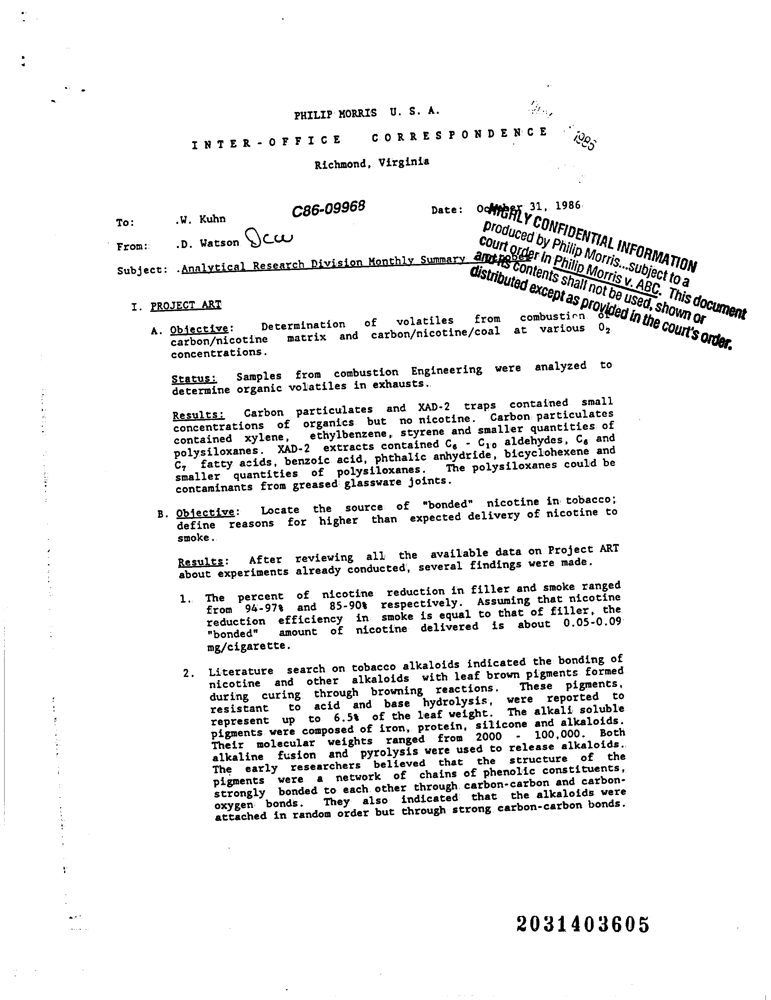 PHILIP MORRIS U. S. A.
INTER-OFFICE CORRESPONDENCE
1986
Richmond, Virginia
C86-09968
To: .W. Kuhn Date: October 31, 1986
From: .D. Watson DCW
Subject: .Analytical Research Division Monthly Summary
HIGHLY CONFIDENTIAL INFORMATION
produced by Philip Morris...subject to a
court order in Philip Morris v. ABC. This document
and its contents shall not be used, shown or
distributed except as provided in the court's order.
I. PROJECT ART
A. Objective: Determination of volatiles from combustion of
carbon/nicotine matrix and carbon/nicotine/coal at various O₂
concentrations.
Status: Samples from combustion Engineering were analyzed to
determine organic volatiles in exhausts.
Results: Carbon particulates and XAD-2 traps contained small
concentrations of organics but no nicotine. Carbon particulates
contained xylene, ethylbenzene, styrene and smaller quantities of
polysiloxanes. XAD-2 extracts contained C₆ - C₁₀ aldehydes, C₆ and
C₇ fatty acids, benzoic acid, phthalic anhydride, bicyclohexene and
smaller quantities of polysiloxanes. The polysiloxanes could be
contaminants from greased glassware joints.
B. Objective: Locate the source of "bonded" nicotine in tobacco;
define reasons for higher than expected delivery of nicotine to
smoke.
Results: After reviewing all the available data on Project ART
about experiments already conducted, several findings were made.
1. The percent of nicotine reduction in filler and smoke ranged
from 94-97% and 85-90% respectively. Assuming that nicotine
reduction efficiency in smoke is equal to that of filler, the
"bonded" amount of nicotine delivered is about 0.05-0.09
mg/cigarette.
2. Literature search on tobacco alkaloids indicated the bonding of
nicotine and other alkaloids with leaf brown pigments formed
during curing through browning reactions. These pigments,
resistant to acid and base hydrolysis, were reported to
represent up to 6.5% of the leaf weight. The alkali soluble
pigments were composed of iron, protein, silicone and alkaloids.
Their molecular weights ranged from 2000 - 100,000. Both
alkaline fusion and pyrolysis were used to release alkaloids.
The early researchers believed that the structure of the
pigments were a network of chains of phenolic constituents,
strongly bonded to each other through carbon-carbon and carbon-
oxygen bonds. They also indicated that the alkaloids were
attached in random order but through strong carbon-carbon bonds.
2031403605